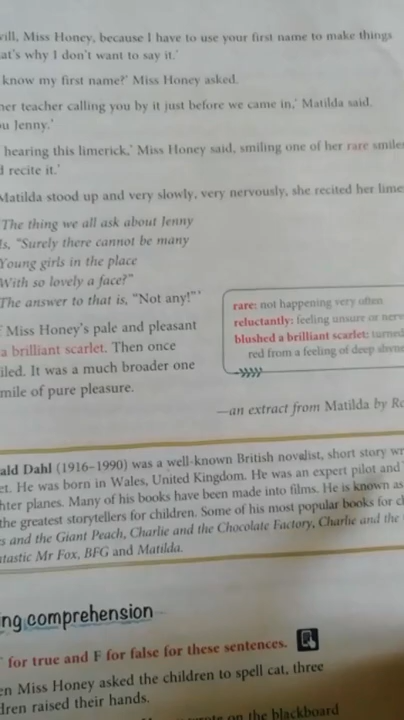 will, Miss Honey, because I have to use your first name to make things
at's why I don't want to say it.'
know my first name?' Miss Honey asked.
her teacher calling you by it just before we came in,' Matilda said.
ou Jenny.'
hearing this limerick,' Miss Honey said, smiling one of her rare smiles
d recite it.'
Matilda stood up and very slowly, very nervously, she recited her lime
The thing we all ask about Jenny
Is, "Surely there cannot be many
Young girls in the place
With so lovely a face?"
The answer to that is, "Not any!"'
Miss Honey's pale and pleasant
a brilliant scarlet. Then once
iled. It was a much broader one
mile of pure pleasure.
rare: not happening very often
reluctantly: feeling unsure or nerv
blushed a brilliant scarlet: turned
red from a feeling of deep
—an extract from Matilda by Ro
ald Dahl (1916–1990) was a well-known British novelist, short story wr
et. He was born in Wales, United Kingdom. He was an expert pilot and
hter planes. Many of his books have been made into films. He is known as
the greatest storytellers for children. Some of his most popular books for ch
s and the Giant Peach, Charlie and the Chocolate Factory, Charlie and the
ntastic Mr Fox, BFG and Matilda.
ing comprehension
for true and F for false for these sentences.
en Miss Honey asked the children to spell cat, three
dren raised their hands.
wrote on the blackboard